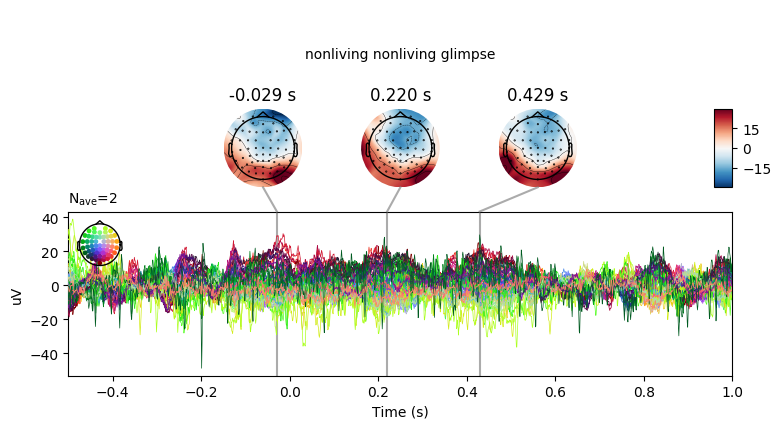 nonliving nonliving glimpse
-0.029 s 0.220 s 0.429 s
15
0
−15
Nave=2
40
20
0
−20
−40
uV
−0.4 −0.2 0.0 0.2 0.4 0.6 0.8 1.0
Time (s)